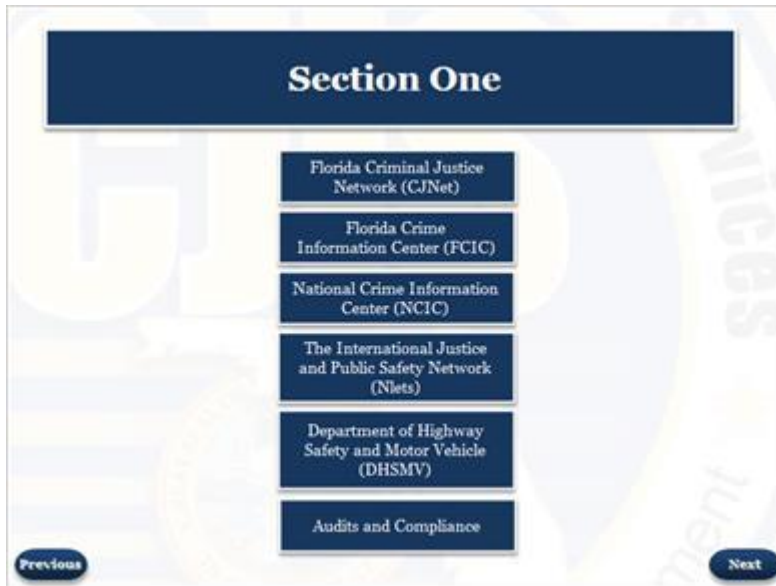 Section One
Florida Criminal Justice
Network (CJNet)
Florida Crime
Information Center (FCIC)
National Crime Information
Center (NCIC)
The International Justice
and Public Safety Network
(Nlets)
Department of Highway
Safety and Motor Vehicle
(DHSMV)
Audits and Compliance
Previous
Next